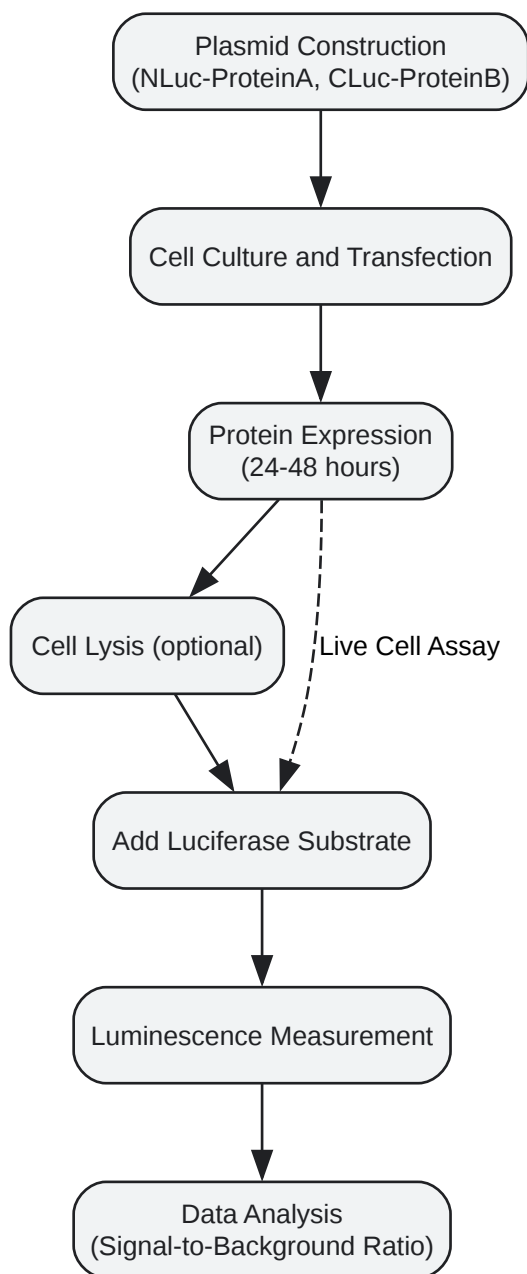 Plasmid Construction
(NLuc-ProteinA, CLuc-ProteinB)
Cell Culture and Transfection
Protein Expression
(24-48 hours)
Cell Lysis (optional)
Live Cell Assay
Add Luciferase Substrate
Luminescence Measurement
Data Analysis
(Signal-to-Background Ratio)